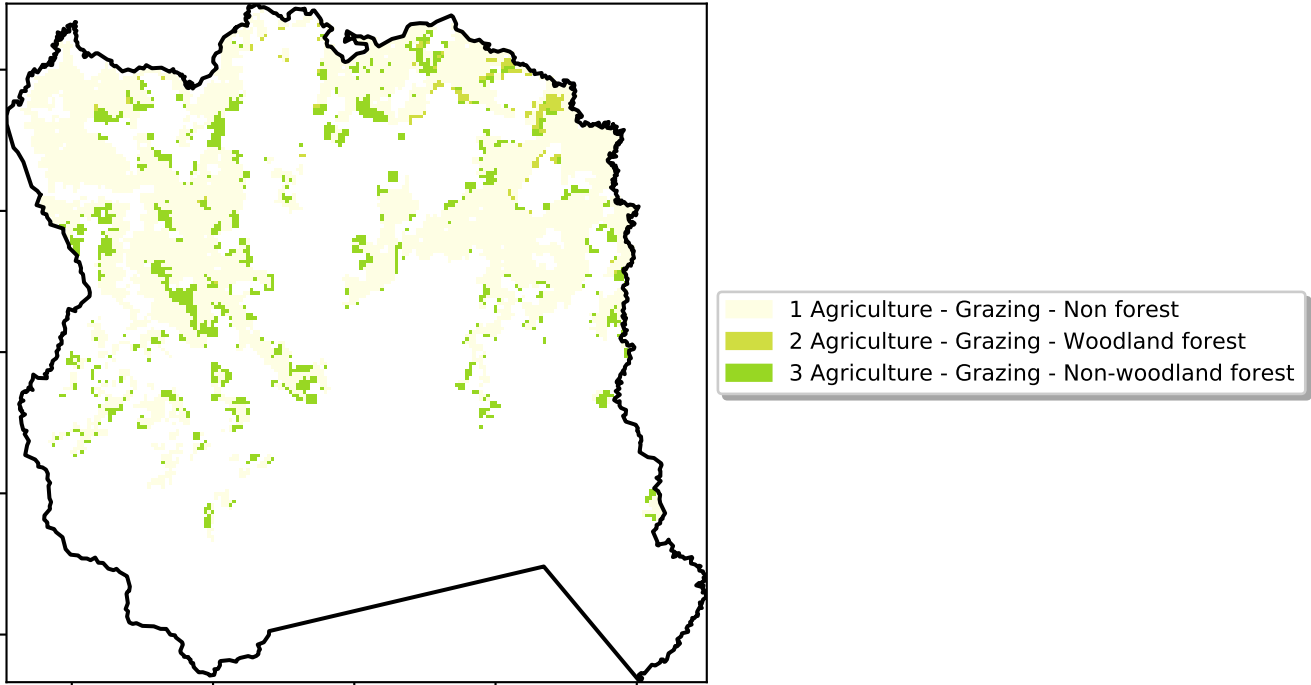 1 Agriculture - Grazing - Non forest
2 Agriculture - Grazing - Woodland forest
3 Agriculture - Grazing - Non-woodland forest